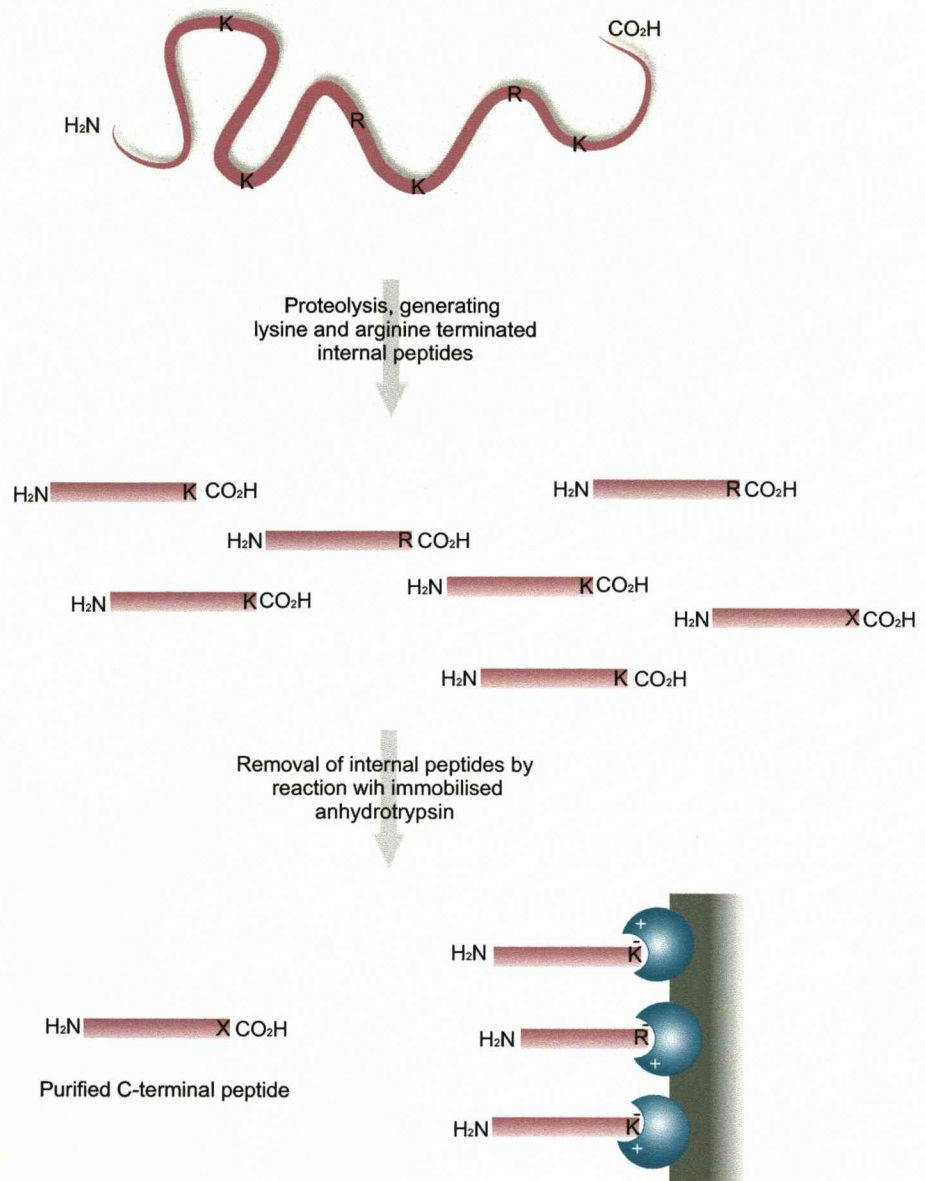 K
CO₂H
H₂N
R
R
K
K
K
Proteolysis, generating
lysine and arginine terminated
internal peptides
H₂N K CO₂H
H₂N R CO₂H
H₂N R CO₂H
H₂N K CO₂H
H₂N K CO₂H
H₂N X CO₂H
H₂N K CO₂H
Removal of internal peptides by
reaction wih immobilised
anhydrotrypsin
H₂N K - +
H₂N X CO₂H
H₂N R - +
Purified C-terminal peptide
H₂N K - +